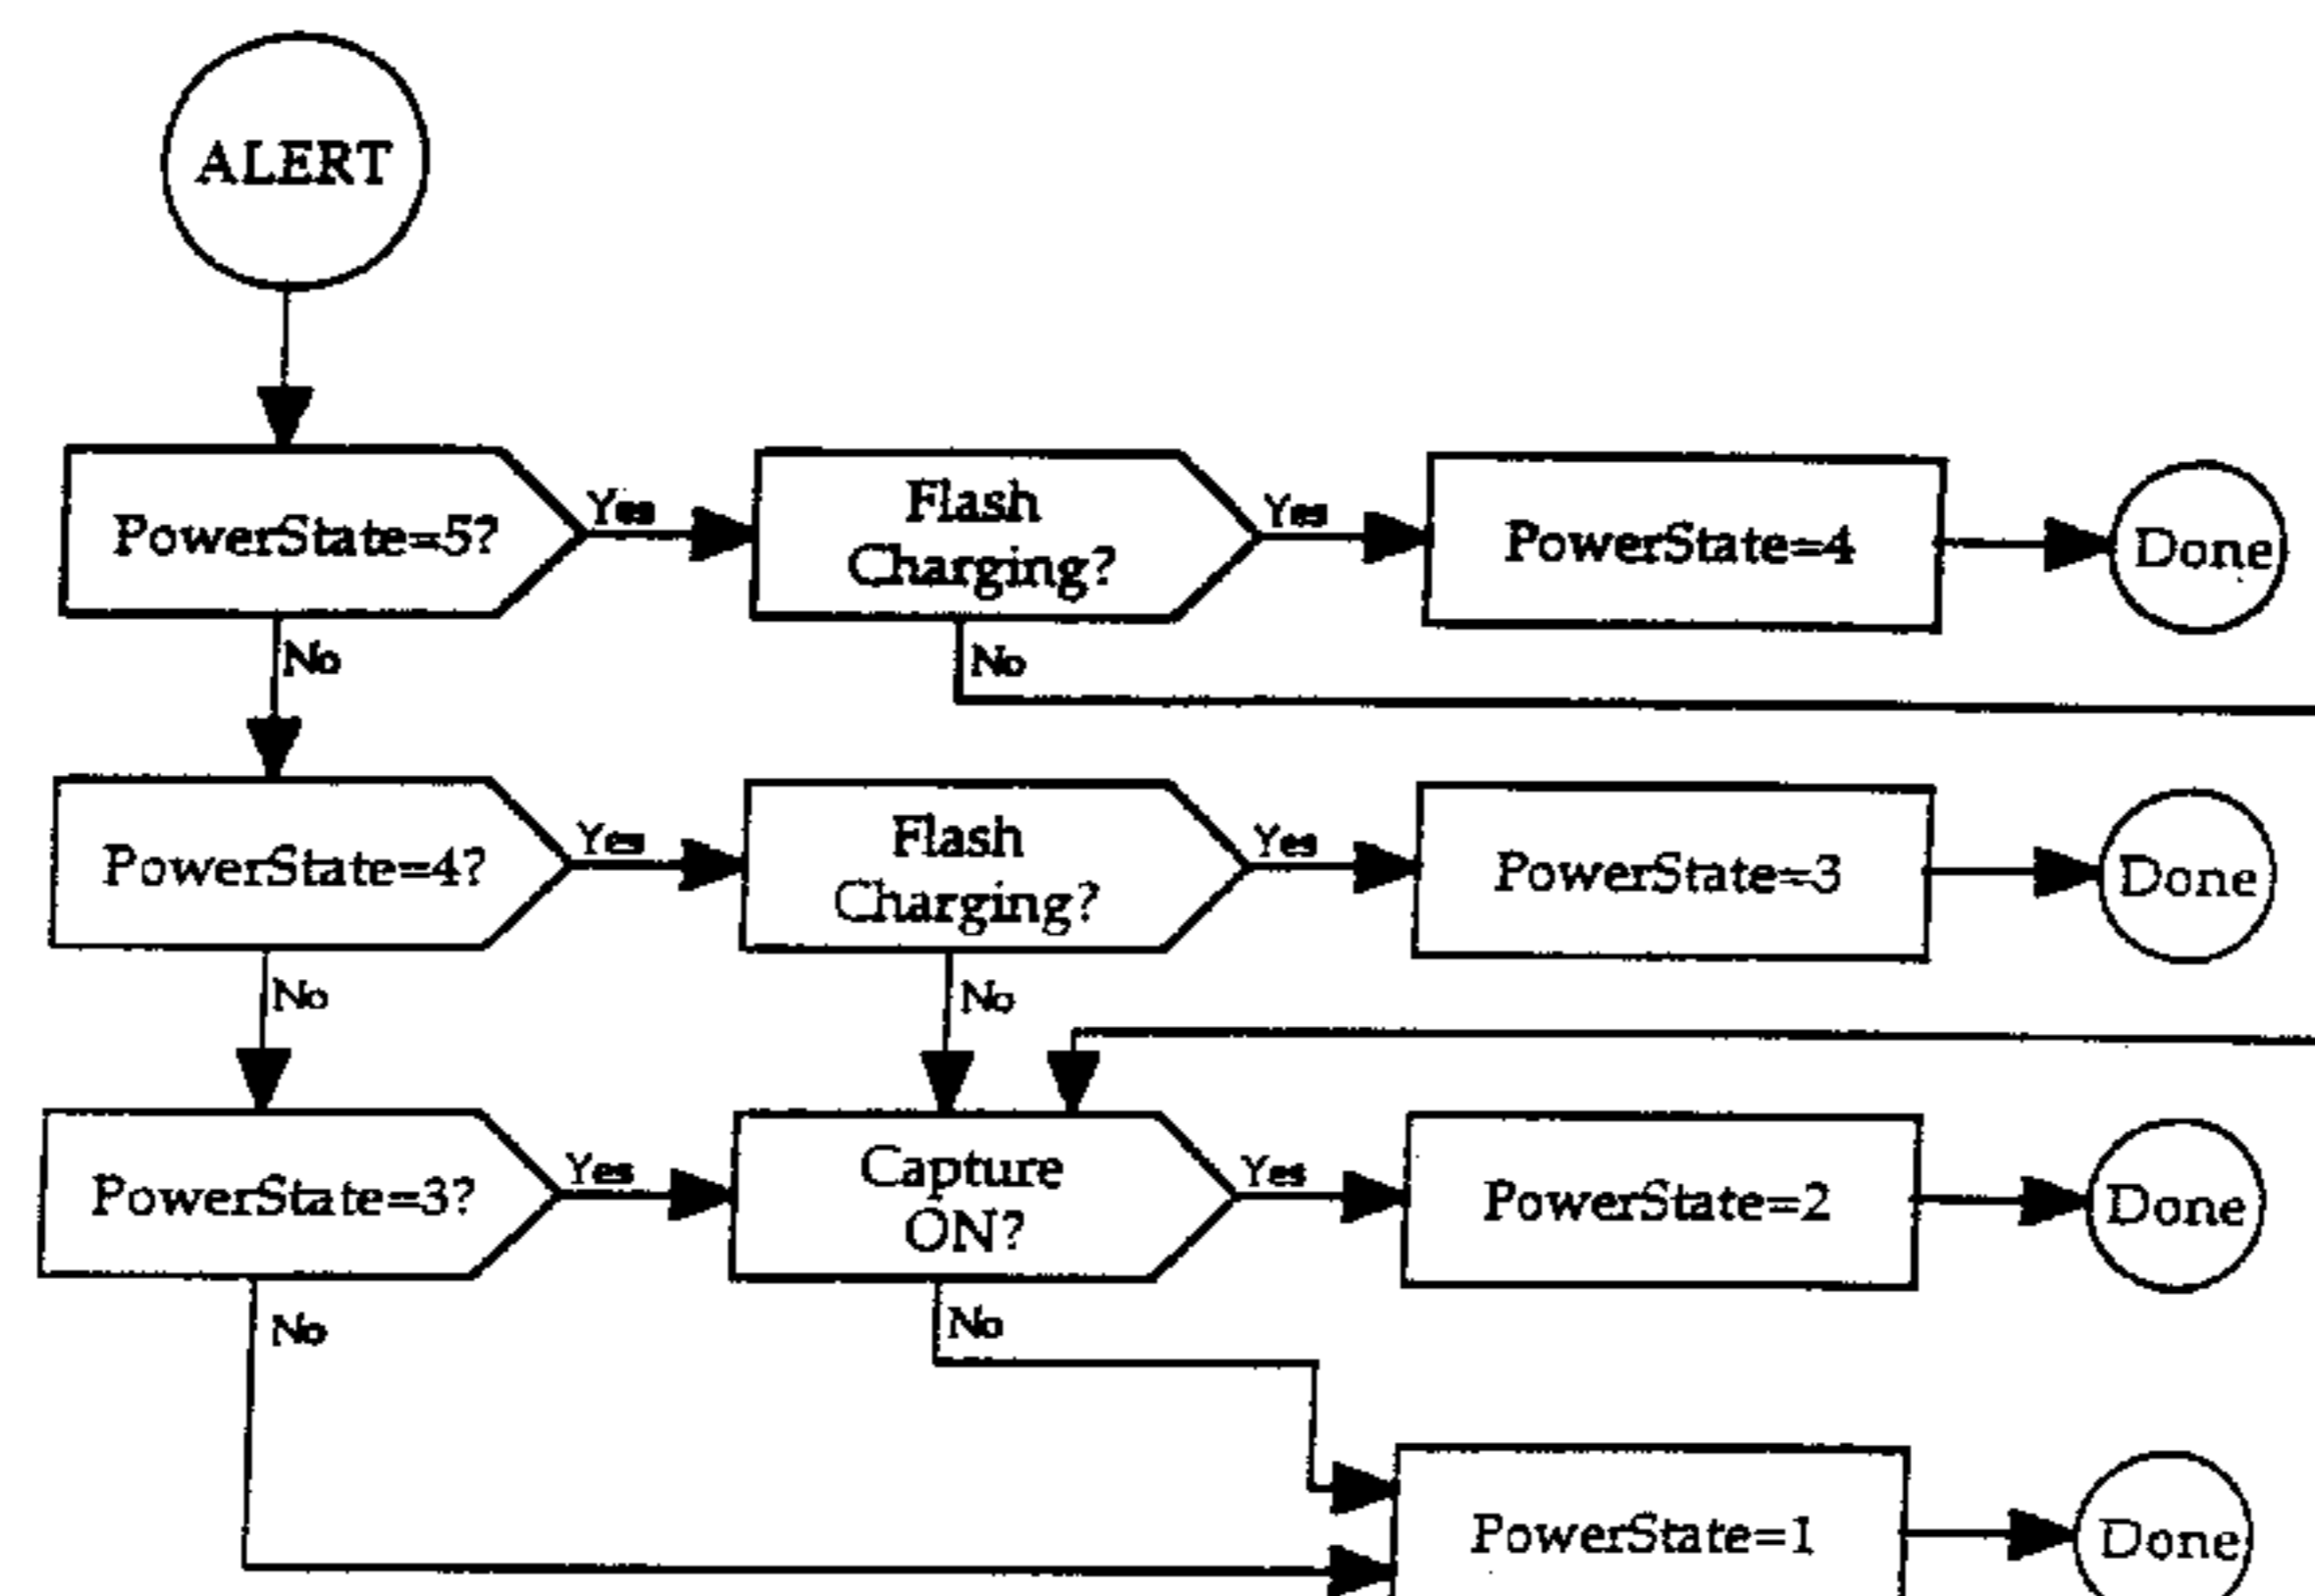 ALERT
PowerState=5?
Yes
Flash
Charging?
Yes
PowerState=4
Done
No
No
PowerState=4?
Yes
Flash
Charging?
Yes
PowerState=3
Done
No
No
PowerState=3?
Yes
Capture
ON?
Yes
PowerState=2
Done
No
No
PowerState=1
Done